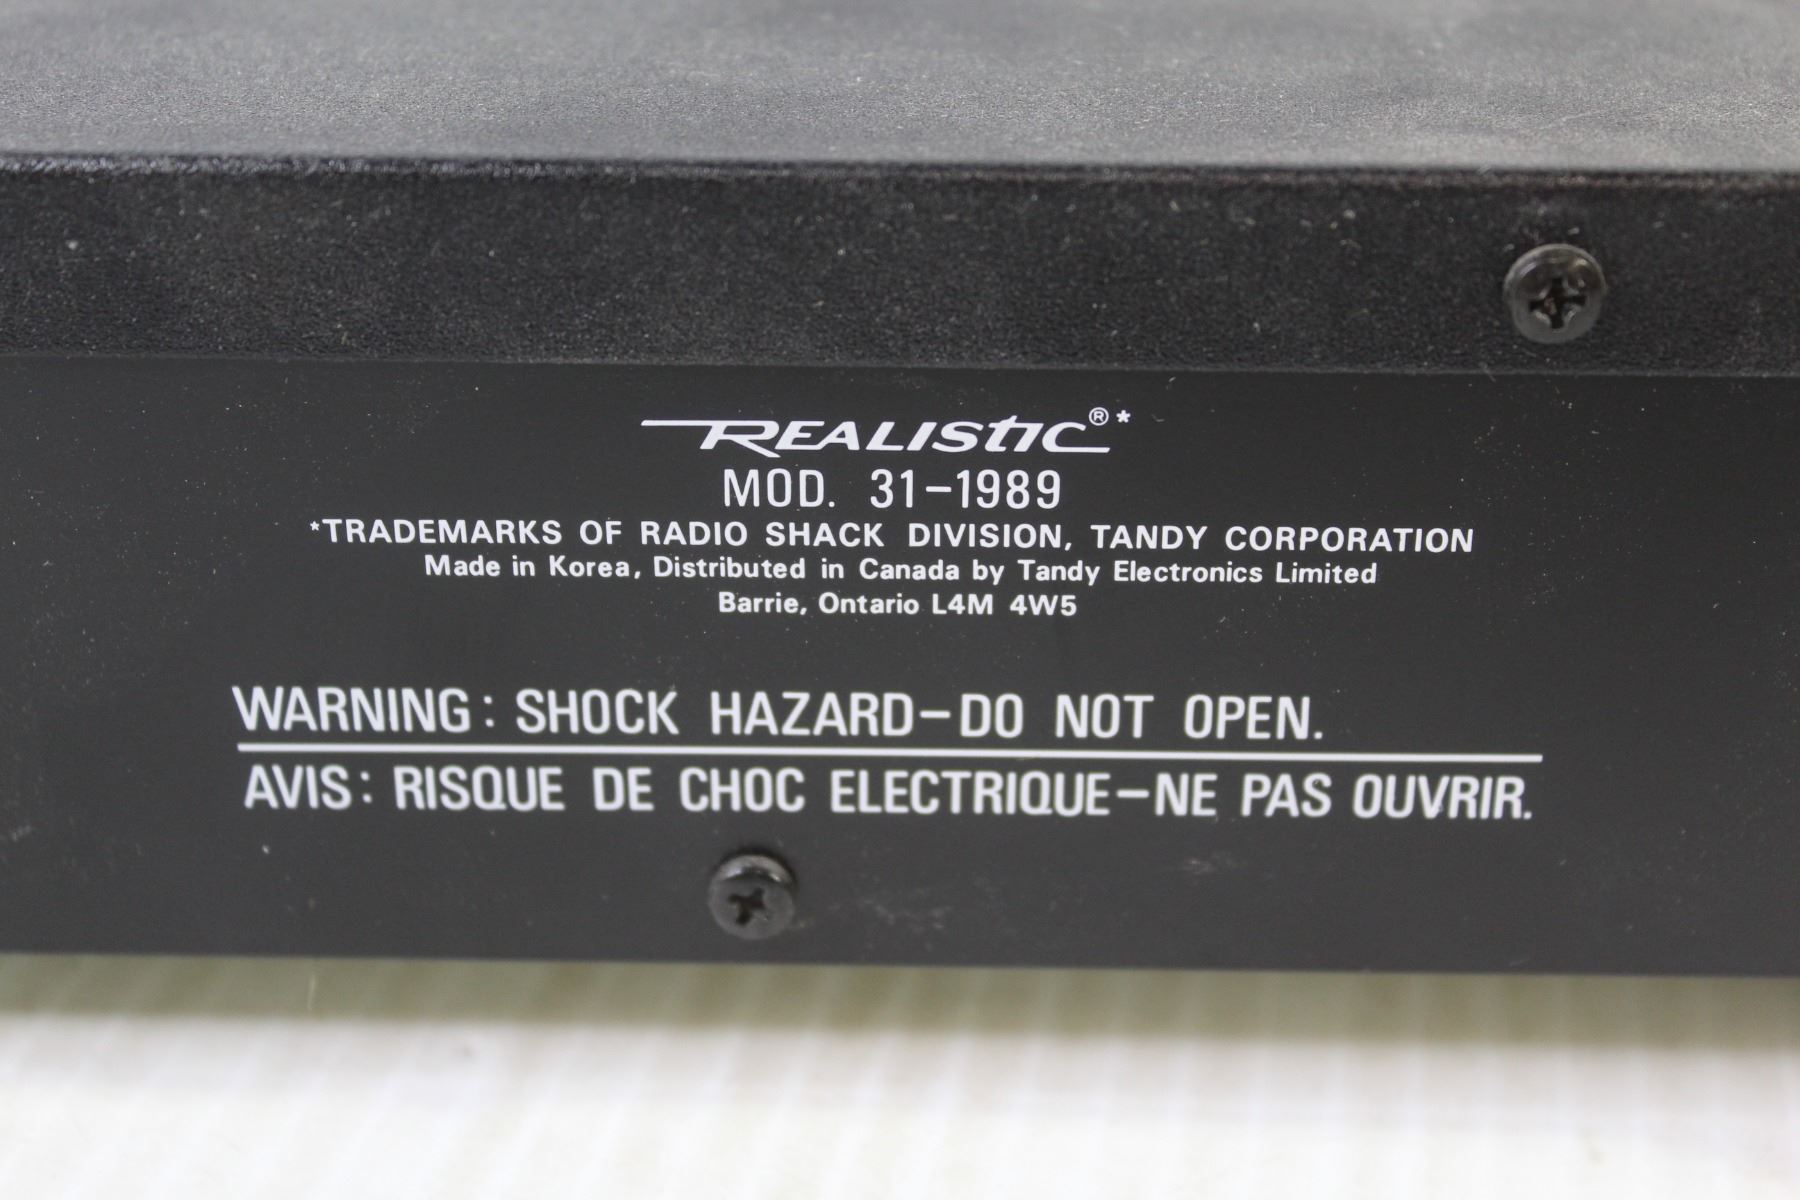 REALISTIC®*
MOD. 31-1989
*TRADEMARKS OF RADIO SHACK DIVISION, TANDY CORPORATION
Made in Korea, Distributed in Canada by Tandy Electronics Limited
Barrie, Ontario L4M 4W5
WARNING: SHOCK HAZARD-DO NOT OPEN.
AVIS: RISQUE DE CHOC ELECTRIQUE-NE PAS OUVRIR.